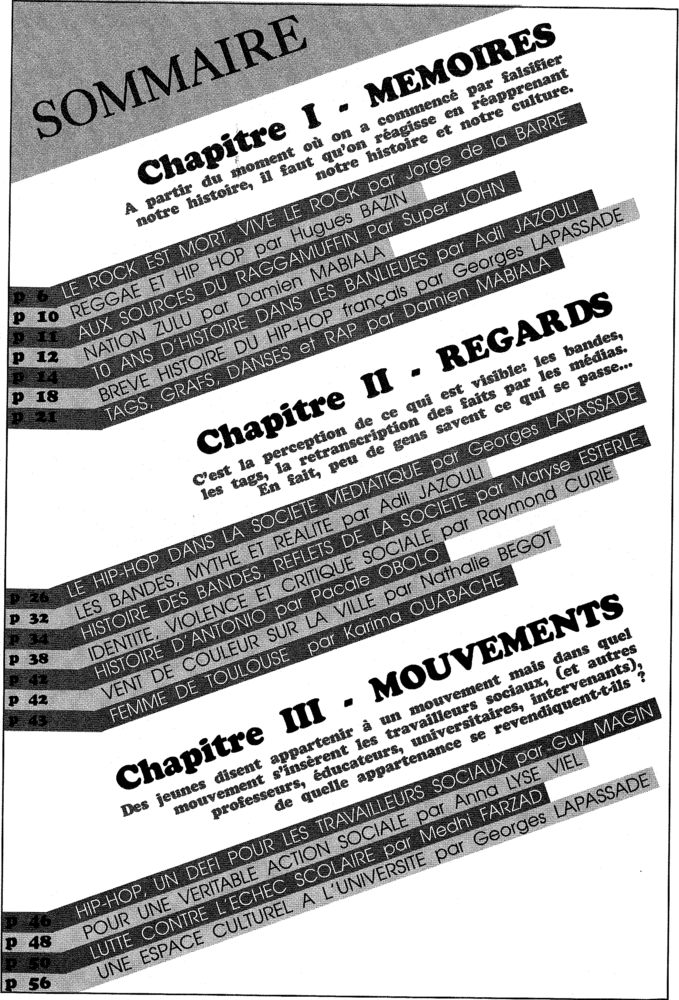 SOMMAIRE
Chapitre I - MEMOIRES
A partir du moment où on a commencé par falsifier
notre histoire, il faut qu'on réagisse en réapprenant
notre histoire et notre culture.
p 6 LE ROCK EST MORT, VIVE LE ROCK par Jorge de la BARRE
p 10 REGGAE ET HIP HOP par Hugues BAZIN
p 11 AUX SOURCES DU RAGGAMUFFIN Par Super JOHN
p 12 NATION ZULU par Damien MABIALA
p 14 10 ANS D'HISTOIRE DANS LES BANLIEUES par Adil JAZOULI
p 18 BREVE HISTOIRE DU HIP-HOP français par Georges LAPASSADE
p 21 TAGS, GRAFS, DANSES et RAP par Damien MABIALA
Chapitre II - REGARDS
C'est la perception de ce qui est visible: les bandes,
les tags, la retranscription des faits par les médias.
En fait, peu de gens savent ce qui se passe...
p 26 LE HIP-HOP DANS LA SOCIETE MEDIATIQUE par Georges LAPASSADE
p 32 LES BANDES, MYTHE ET REALITE par Adil JAZOULI
p 34 HISTOIRE DES BANDES, REFLETS DE LA SOCIETE par Maryse ESTERLE
p 38 IDENTITE, VIOLENCE ET CRITIQUE SOCIALE par Raymond CURIE
p 42 HISTOIRE D'ANTONIO par Pacale OBOLO
p 42 VENT DE COULEUR SUR LA VILLE par Nathalie BEGOT
p 43 FEMME DE TOULOUSE par Karima OUABACHE
Chapitre III - MOUVEMENTS
Des jeunes disent appartenir à un mouvement mais dans quel
mouvement s'insèrent les travailleurs sociaux, (et autres
professeurs, éducateurs, universitaires, intervenants),
de quelle appartenance se revendiquent-t-ils ?
p 46 HIP-HOP, UN DEFI POUR LES TRAVAILLEURS SOCIAUX par Guy MAGIN
p 48 POUR UNE VERITABLE ACTION SOCIALE par Anna LYSE VIEL
p 50 LUTTE CONTRE L'ECHEC SCOLAIRE par Medhi FARZAD
p 56 UNE ESPACE CULTUREL A L'UNIVERSITE par Georges LAPASSADE